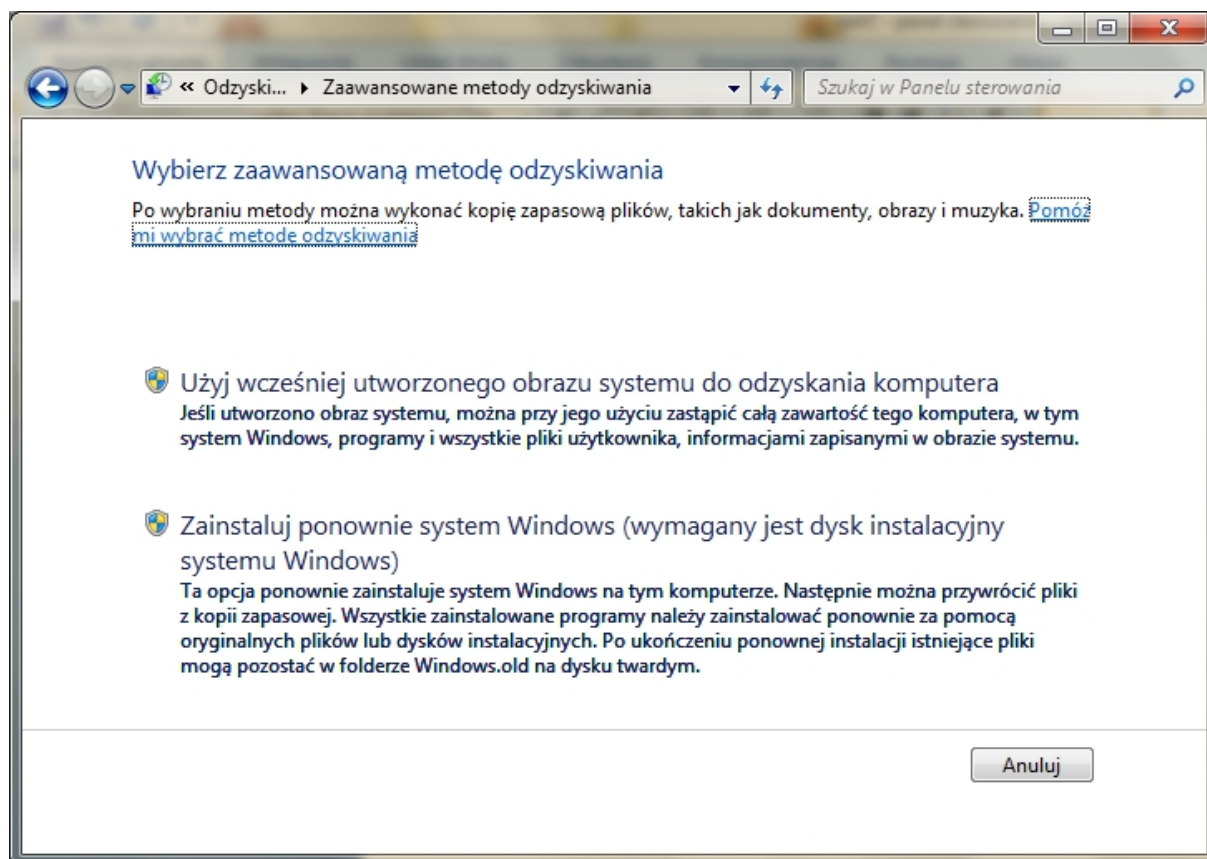 « Odzyski... Zaawansowane metody odzyskiwania
Szukaj w Panelu sterowania
Wybierz zaawansowaną metodę odzyskiwania
Po wybraniu metody można wykonać kopię zapasową plików, takich jak dokumenty, obrazy i muzyka. Pomóż
mi wybrać metodę odzyskiwania
Użyj wcześniej utworzonego obrazu systemu do odzyskania komputera
Jeśli utworzono obraz systemu, można przy jego użyciu zastąpić całą zawartość tego komputera, w tym
system Windows, programy i wszystkie pliki użytkownika, informacjami zapisanymi w obrazie systemu.
Zainstaluj ponownie system Windows (wymagany jest dysk instalacyjny
systemu Windows)
Ta opcja ponownie zainstaluje system Windows na tym komputerze. Następnie można przywrócić pliki
z kopii zapasowej. Wszystkie zainstalowane programy należy zainstalować ponownie za pomocą
oryginalnych plików lub dysków instalacyjnych. Po ukończeniu ponownej instalacji istniejące pliki
mogą pozostać w folderze Windows.old na dysku twardym.
Anuluj